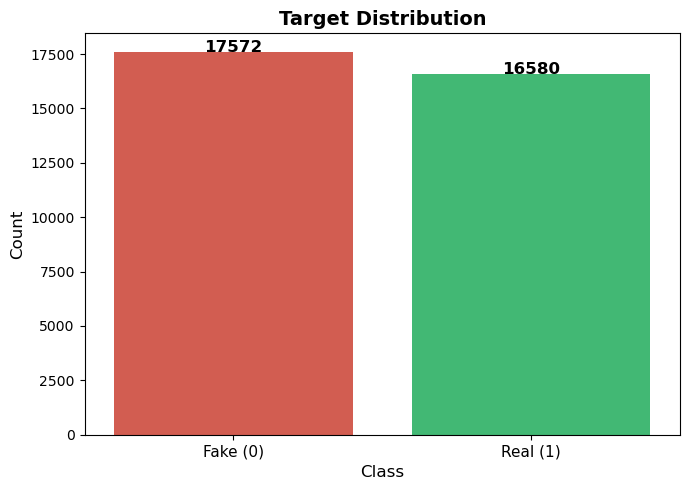 Target Distribution
17572
16580
17500
15000
12500
10000
7500
5000
2500
0
Count
Fake (0)
Real (1)
Class